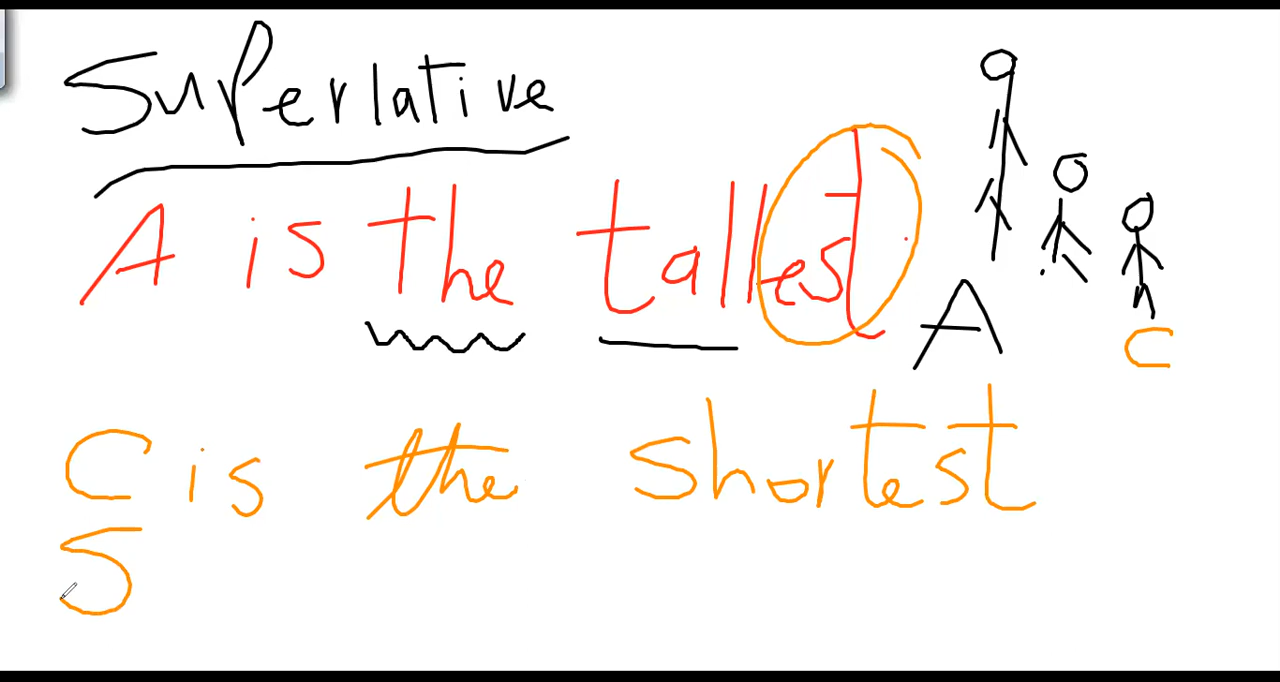 Superlative
A is the tallest
A
C
C is the shortest
S